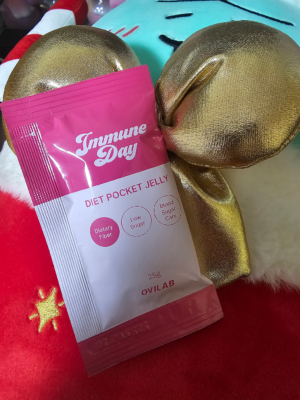 Immune
Day
DIET POCKET JELLY
Dietary
Fiber
Low
Sugar
Blood
Sugar
Care
25g
OVILAB